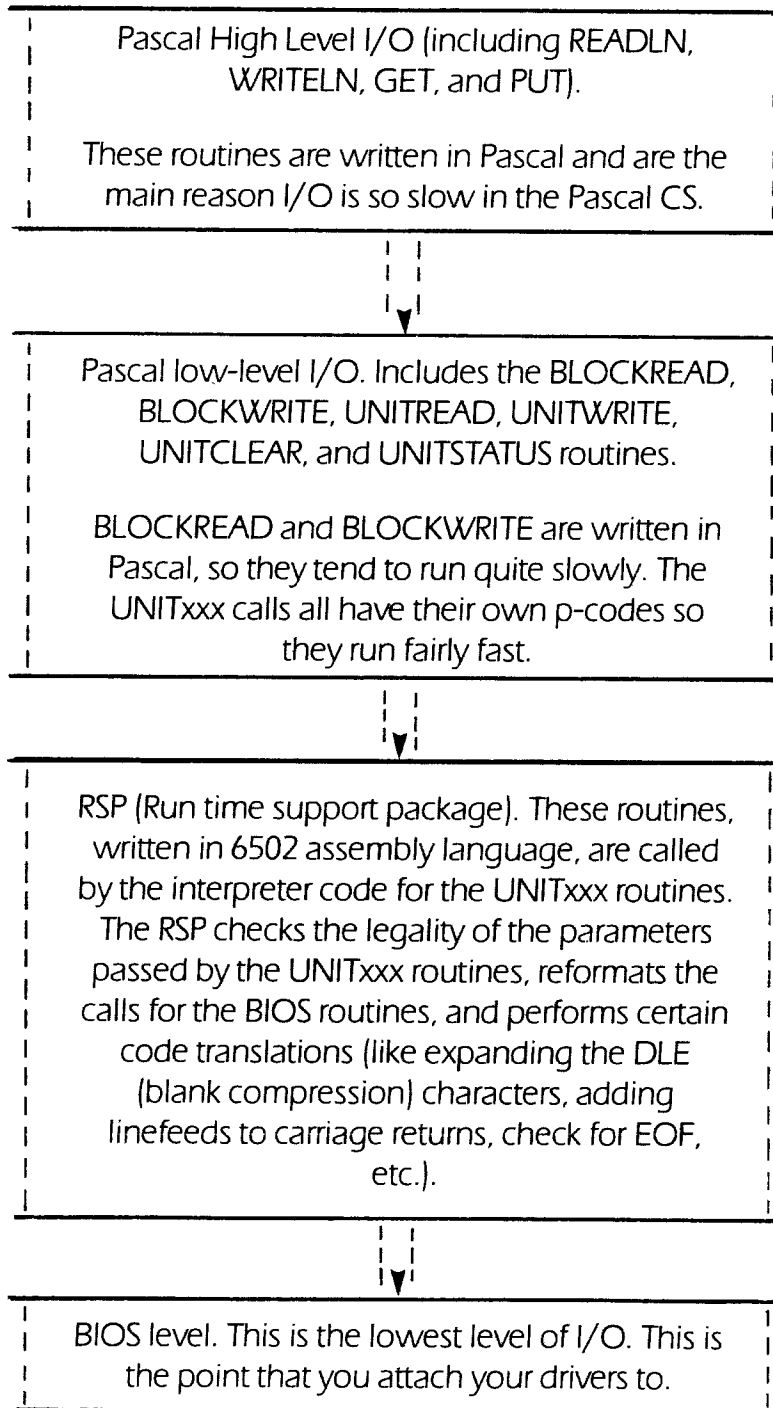 Pascal High Level I/O (including READLN,
WRITELN, GET, and PUT).
These routines are written in Pascal and are the
main reason I/O is so slow in the Pascal CS.
Pascal low-level I/O. Includes the BLOCKREAD,
BLOCKWRITE, UNITREAD, UNITWRITE,
UNITCLEAR, and UNITSTATUS routines.
BLOCKREAD and BLOCKWRITE are written in
Pascal, so they tend to run quite slowly. The
UNITxxx calls all have their own p-codes so
they run fairly fast.
RSP (Run time support package). These routines,
written in 6502 assembly language, are called
by the interpreter code for the UNITxxx routines.
The RSP checks the legality of the parameters
passed by the UNITxxx routines, reformats the
calls for the BIOS routines, and performs certain
code translations (like expanding the DLE
(blank compression) characters, adding
linefeeds to carriage returns, check for EOF,
etc.).
BIOS level. This is the lowest level of I/O. This is
the point that you attach your drivers to.